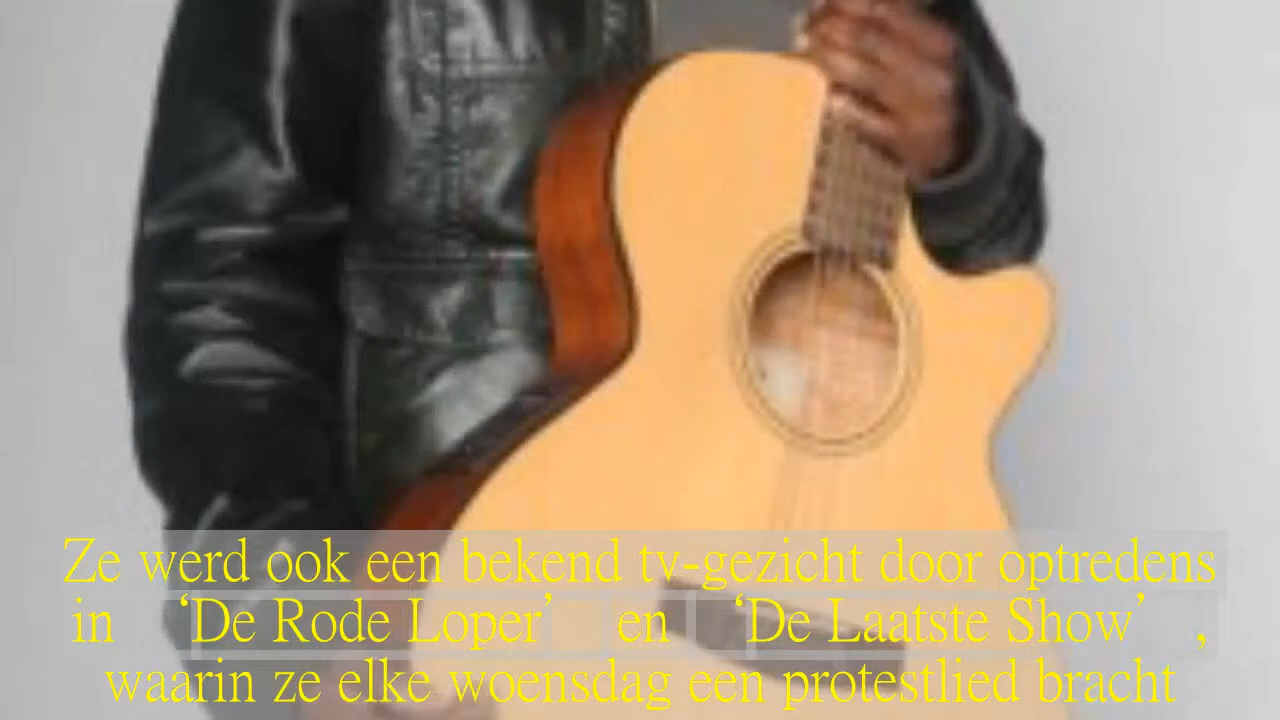 Ze werd ook een bekend tv-gezicht door optredens
in ‘De Rode Loper’ en ‘De Laatste Show’ ,
waarin ze elke woensdag een protestlied bracht